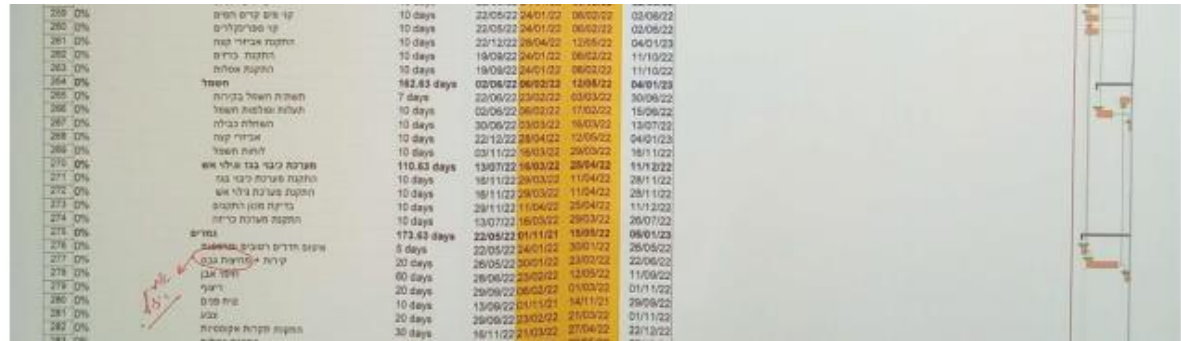 259 0% קווי מים קרים וחמים 10 days 22/05/22 24/01/22 06/02/22 02/06/22
260 0% קווי ספרינקלרים 10 days 22/05/22 24/01/22 06/02/22 02/06/22
261 0% התקנת אביזרי קצה 10 days 22/12/22 28/04/22 12/05/22 04/01/23
262 0% התקנת ברזים 10 days 19/09/22 24/01/22 06/02/22 11/10/22
263 0% התקנת אסלות 10 days 19/09/22 24/01/22 06/02/22 11/10/22
264 0% חשמל 162.63 days 02/06/22 06/02/22 12/05/22 04/01/23
265 0% תשתית חשמל בקירות 7 days 22/06/22 23/02/22 03/03/22 30/06/22
266 0% תעלות וסולמות חשמל 10 days 02/06/22 06/02/22 17/02/22 15/06/22
267 0% השחלת כבילה 10 days 30/06/22 03/03/22 16/03/22 13/07/22
268 0% אביזרי קצה 10 days 22/12/22 28/04/22 12/05/22 04/01/23
269 0% לוחות חשמל 10 days 03/11/22 16/03/22 29/03/22 16/11/22
270 0% מערכת כיבוי בגז וגילוי אש 110.63 days 13/07/22 16/03/22 28/04/22 11/12/22
271 0% התקנת מערכת כיבוי בגז 10 days 16/11/22 29/03/22 11/04/22 28/11/22
272 0% התקנת מערכת גילוי אש 10 days 16/11/22 29/03/22 11/04/22 28/11/22
273 0% בדיקת מכון התקנים 10 days 29/11/22 11/04/22 25/04/22 11/12/22
274 0% התקנת מערכת כריזה 10 days 13/07/22 16/03/22 29/03/22 26/07/22
275 0% גמרים 173.63 days 22/05/22 01/11/21 15/05/22 06/01/23
276 0% איטום חדרים רטובים 5 days 22/05/22 24/01/22 30/01/22 26/05/22
277 0% קירות + מחיצות גבס 20 days 26/05/22 30/01/22 23/02/22 22/06/22
278 0% חיפוי אבן 60 days 26/06/22 23/02/22 12/05/22 11/09/22
279 0% ריצוף 20 days 29/09/22 06/02/22 01/03/22 01/11/22
280 0% טיח פנים 10 days 13/09/22 01/11/21 14/11/21 29/09/22
281 0% צבע 20 days 29/09/22 23/02/22 21/03/22 01/11/22
282 0% התקנת תקרות אקוסטיות 30 days 16/11/22 21/03/22 27/04/22 22/12/22